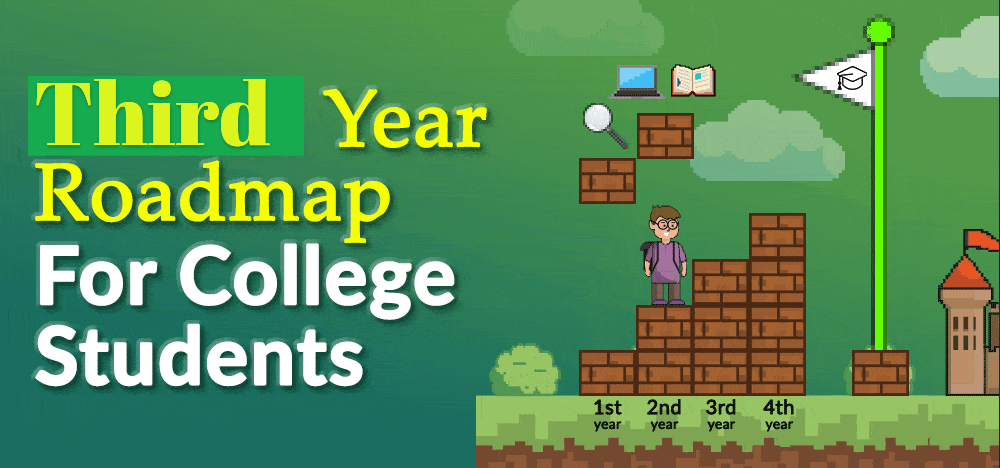 Third Year
Roadmap
For College
Students
1st year
2nd year
3rd year
4th year